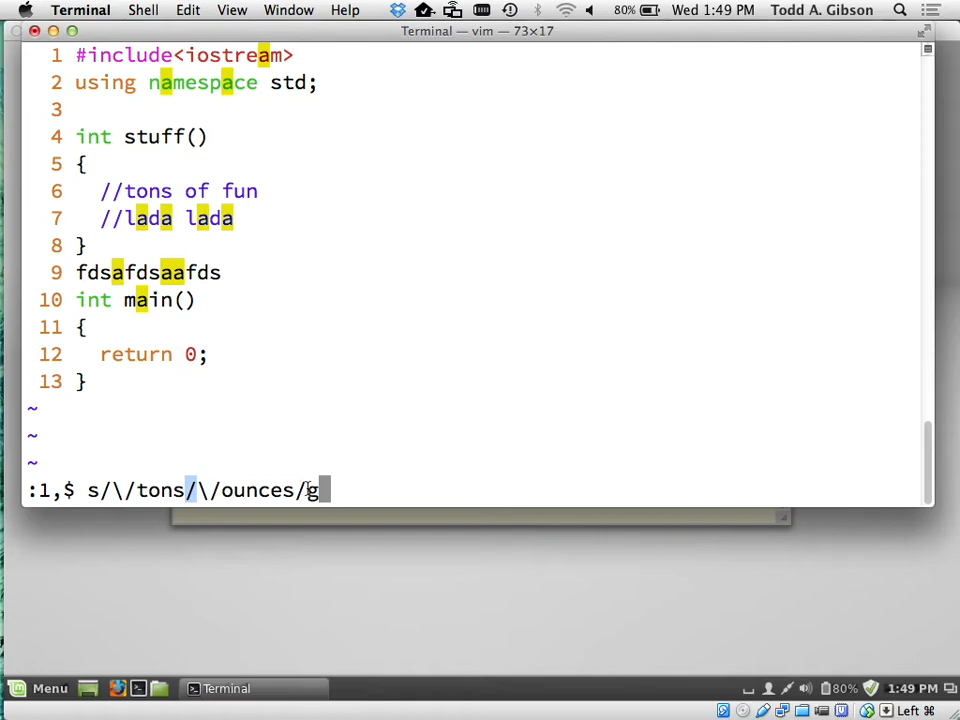 Terminal Shell Edit View Window Help 80% Wed 1:49 PM Todd A. Gibson
Terminal — vim — 73×17
1 #include<iostream>
2 using namespace std;
3
4 int stuff()
5 {
6 //tons of fun
7 //lada lada
8 }
9 fdsafdsaafds
10 int main()
11 {
12 return 0;
13 }
~
~
~
:1,$ s/\/tons/\/ounces/g
Menu Terminal 80% 1:49 PM
Left ⌘